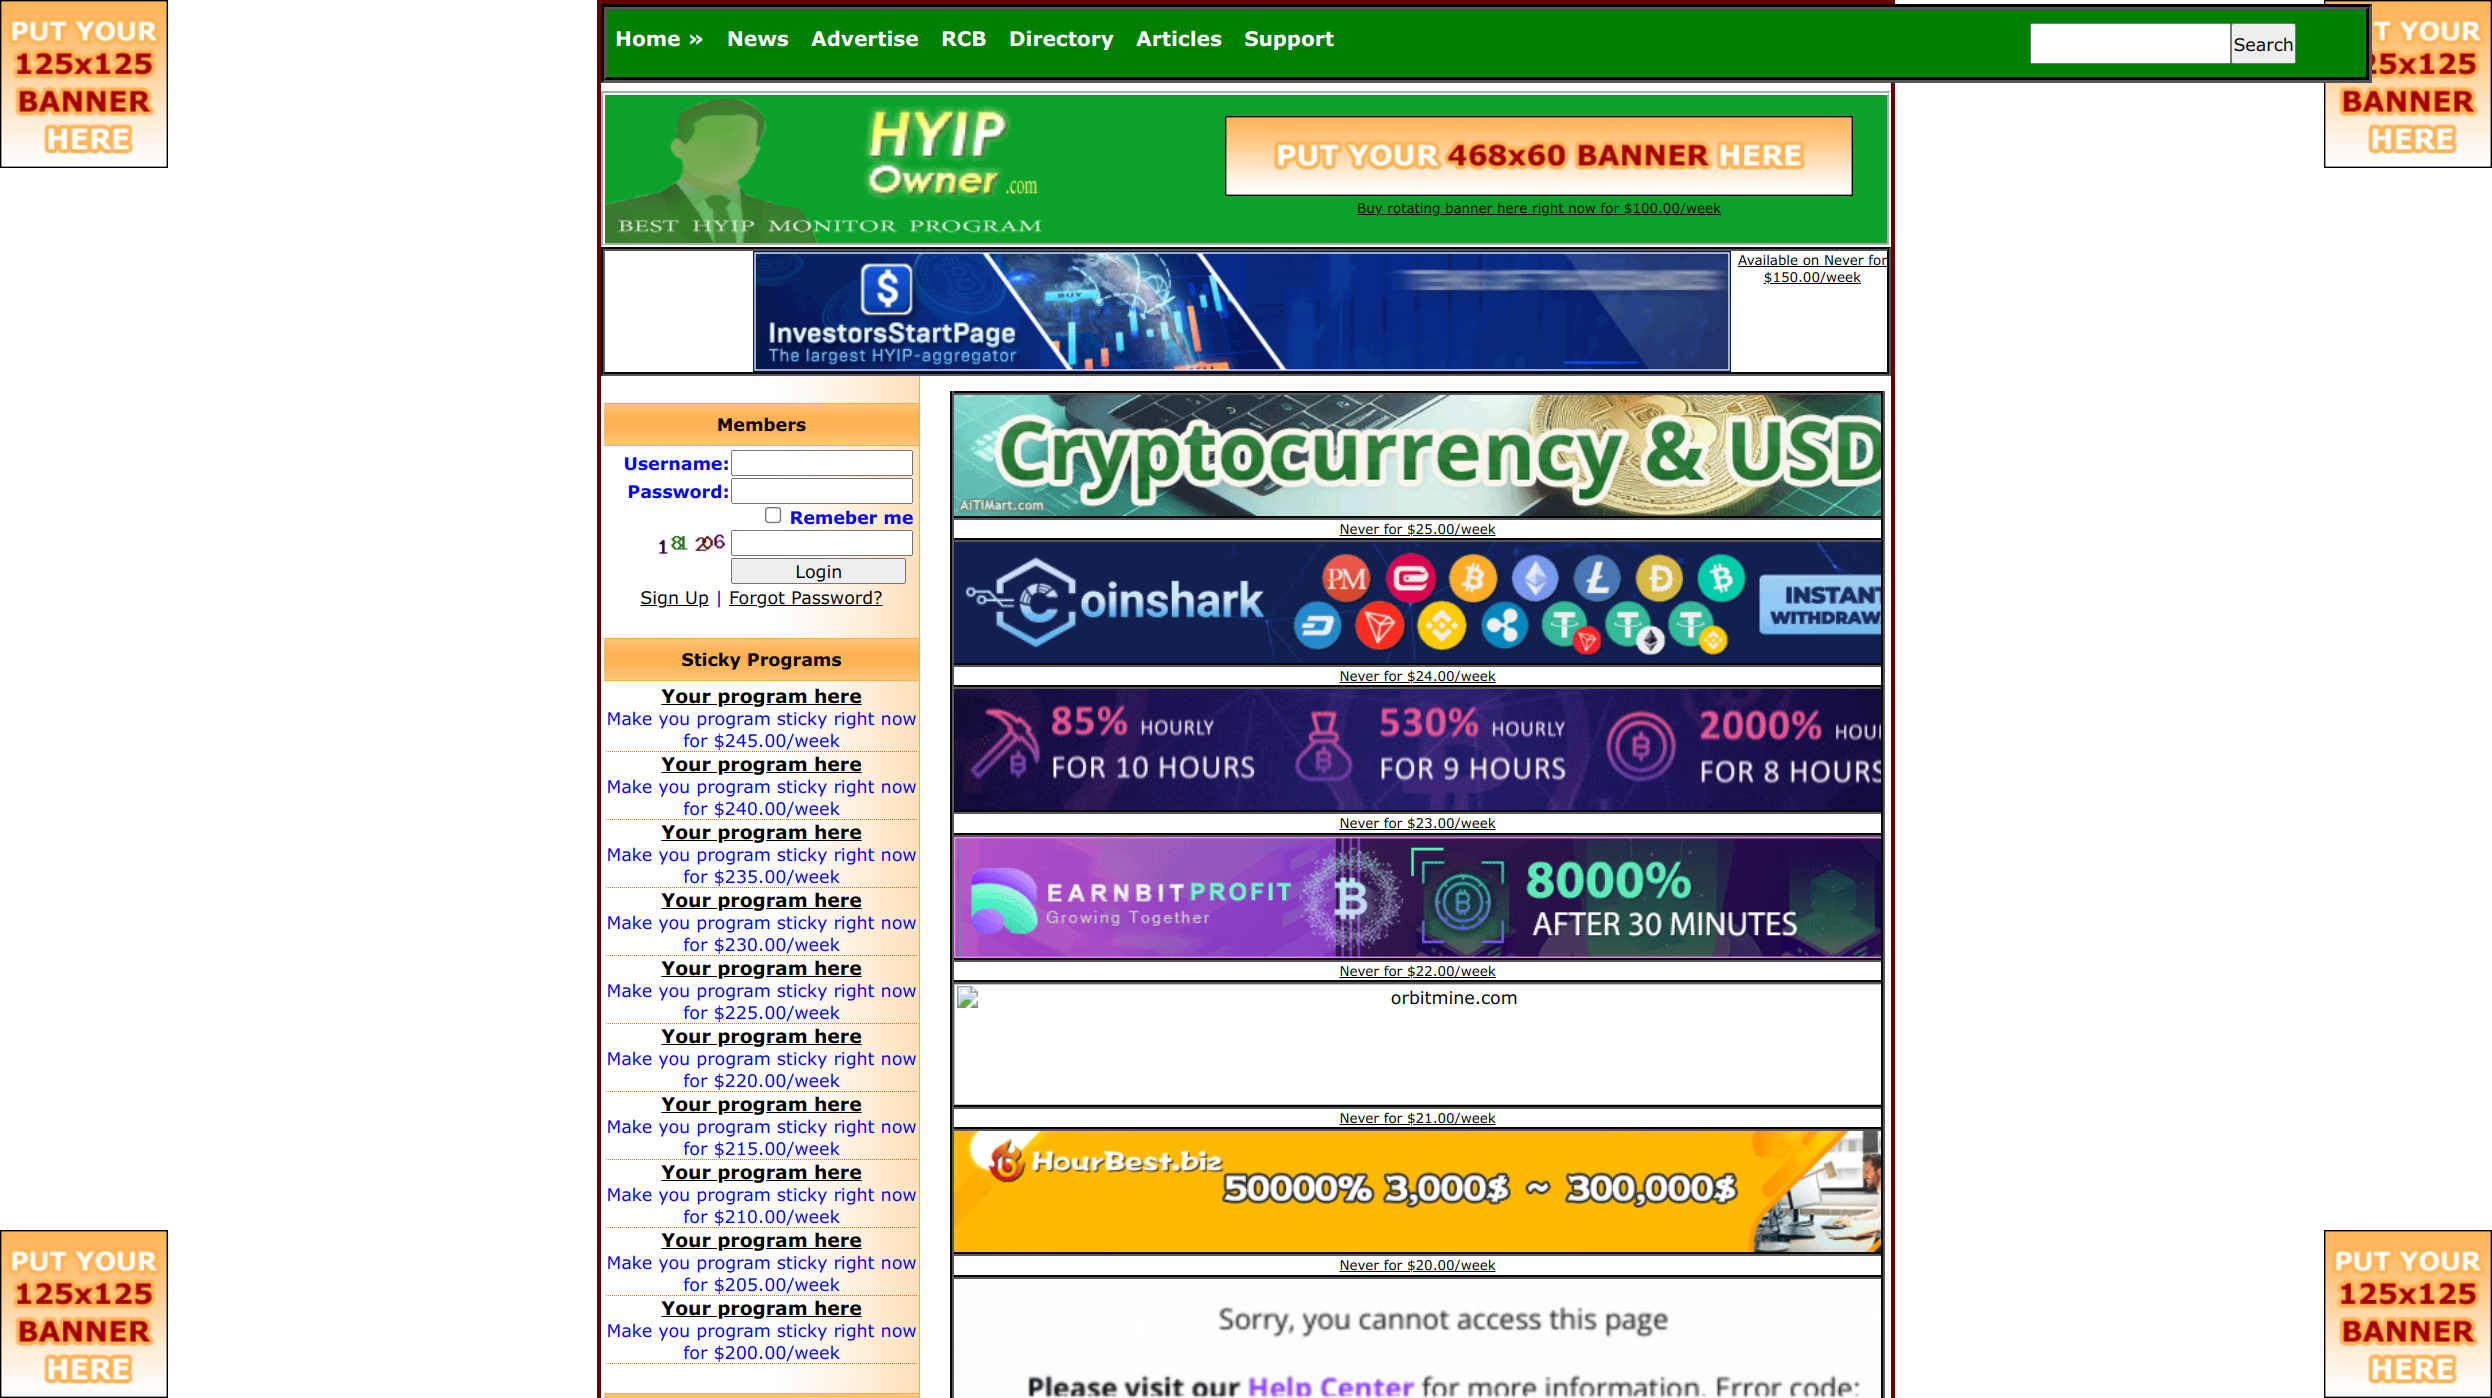 PUT YOUR
125x125
BANNER
HERE
Home »
News
Advertise
RCB
Directory
Articles
Support
Search
T YOUR
25x125
BANNER
HERE
HYIP
Owner .com
BEST HYIP MONITOR PROGRAM
PUT YOUR 468x60 BANNER HERE
Buy rotating banner here right now for $100.00/week
BUY
InvestorsStartPage
The largest HYIP-aggregator
Available on Never for
$150.00/week
Members
Username:
Password:
Remeber me
181206
Login
Sign Up | Forgot Password?
Sticky Programs
Your program here
Make you program sticky right now
for $245.00/week
Your program here
Make you program sticky right now
for $240.00/week
Your program here
Make you program sticky right now
for $235.00/week
Your program here
Make you program sticky right now
for $230.00/week
Your program here
Make you program sticky right now
for $225.00/week
Your program here
Make you program sticky right now
for $220.00/week
Your program here
Make you program sticky right now
for $215.00/week
Your program here
Make you program sticky right now
for $210.00/week
Your program here
Make you program sticky right now
for $205.00/week
Your program here
Make you program sticky right now
for $200.00/week
Cryptocurrency & USD
AiTiMart.com
Never for $25.00/week
Coinshark
PM
INSTANT
WITHDRAW
Never for $24.00/week
85% HOURLY
FOR 10 HOURS
530% HOURLY
FOR 9 HOURS
2000% HOU
FOR 8 HOURS
Never for $23.00/week
EARNBITPROFIT
Growing Together
8000%
AFTER 30 MINUTES
Never for $22.00/week
orbitmine.com
Never for $21.00/week
HourBest.biz
50000% 3,000$ ~ 300,000$
Never for $20.00/week
Sorry, you cannot access this page
Please visit our Help Center for more information. Error code:
PUT YOUR
125x125
BANNER
HERE
PUT YOUR
125x125
BANNER
HERE